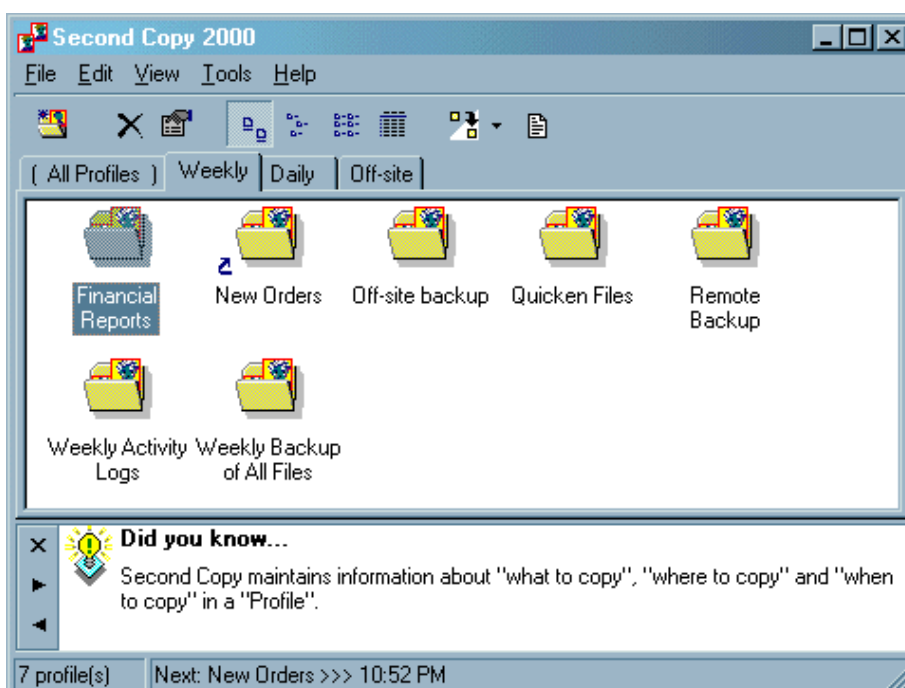 Second Copy 2000
File Edit View Tools Help
( All Profiles ) Weekly Daily Off-site
Financial Reports
New Orders
Off-site backup
Quicken Files
Remote Backup
Weekly Activity Logs
Weekly Backup of All Files
Did you know...
Second Copy maintains information about "what to copy", "where to copy" and "when
to copy" in a "Profile".
7 profile(s) Next: New Orders >>> 10:52 PM